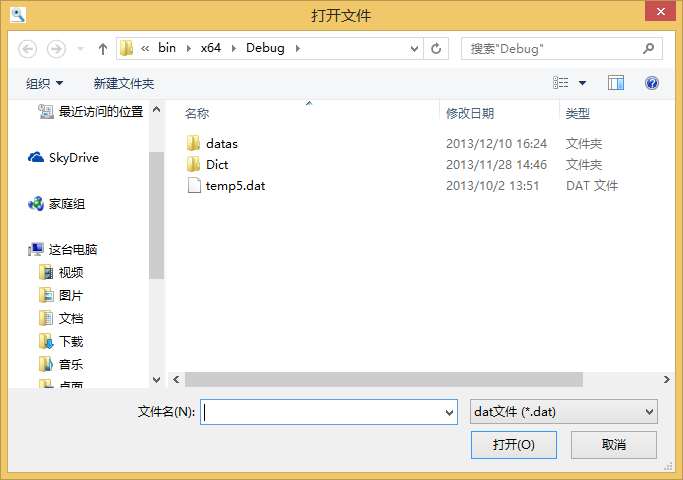 打开文件
« bin x64 Debug
搜索"Debug"
组织 新建文件夹
名称 修改日期 类型
最近访问的位置
SkyDrive
家庭组
这台电脑
视频
图片
文档
下载
音乐
桌面
datas 2013/12/10 16:24 文件夹
Dict 2013/11/28 14:46 文件夹
temp5.dat 2013/10/2 13:51 DAT 文件
文件名(N): dat文件 (*.dat)
打开(O) 取消